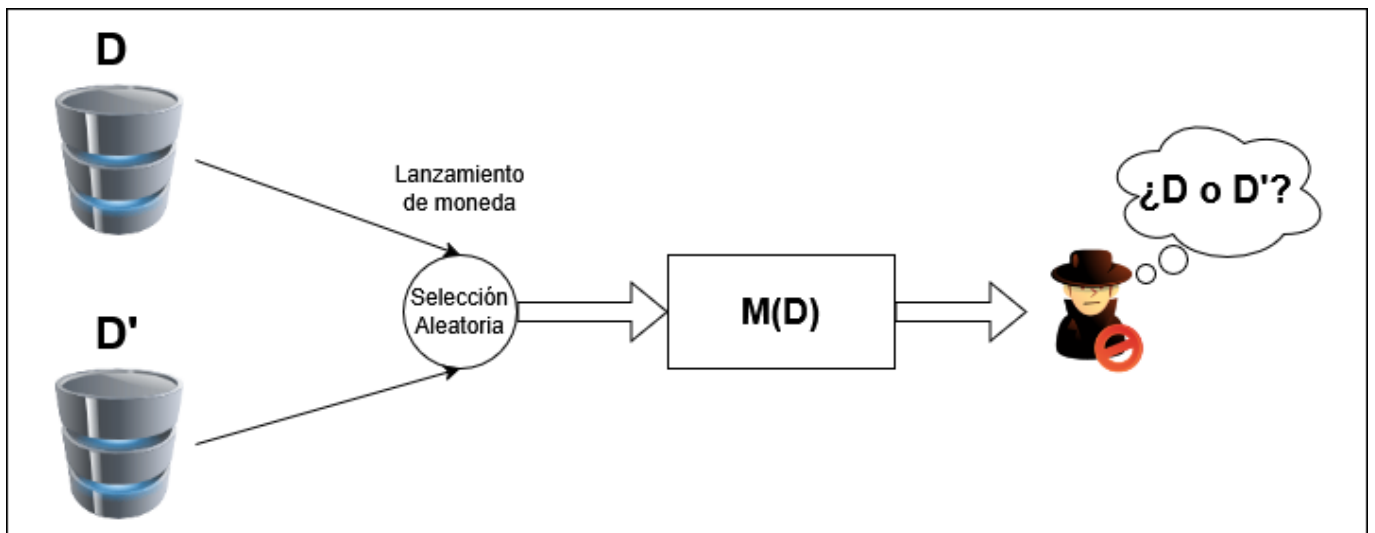 D
Lanzamiento
de moneda
¿D o D'?
Selección
Aleatoria
M(D)
D'